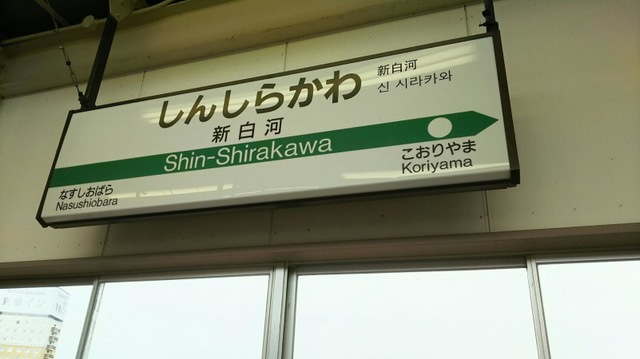 しんしらかわ
新白河
신 시라카와
新白河
Shin-Shirakawa
なすしおばら
Nasushiobara
こおりやま
Koriyama